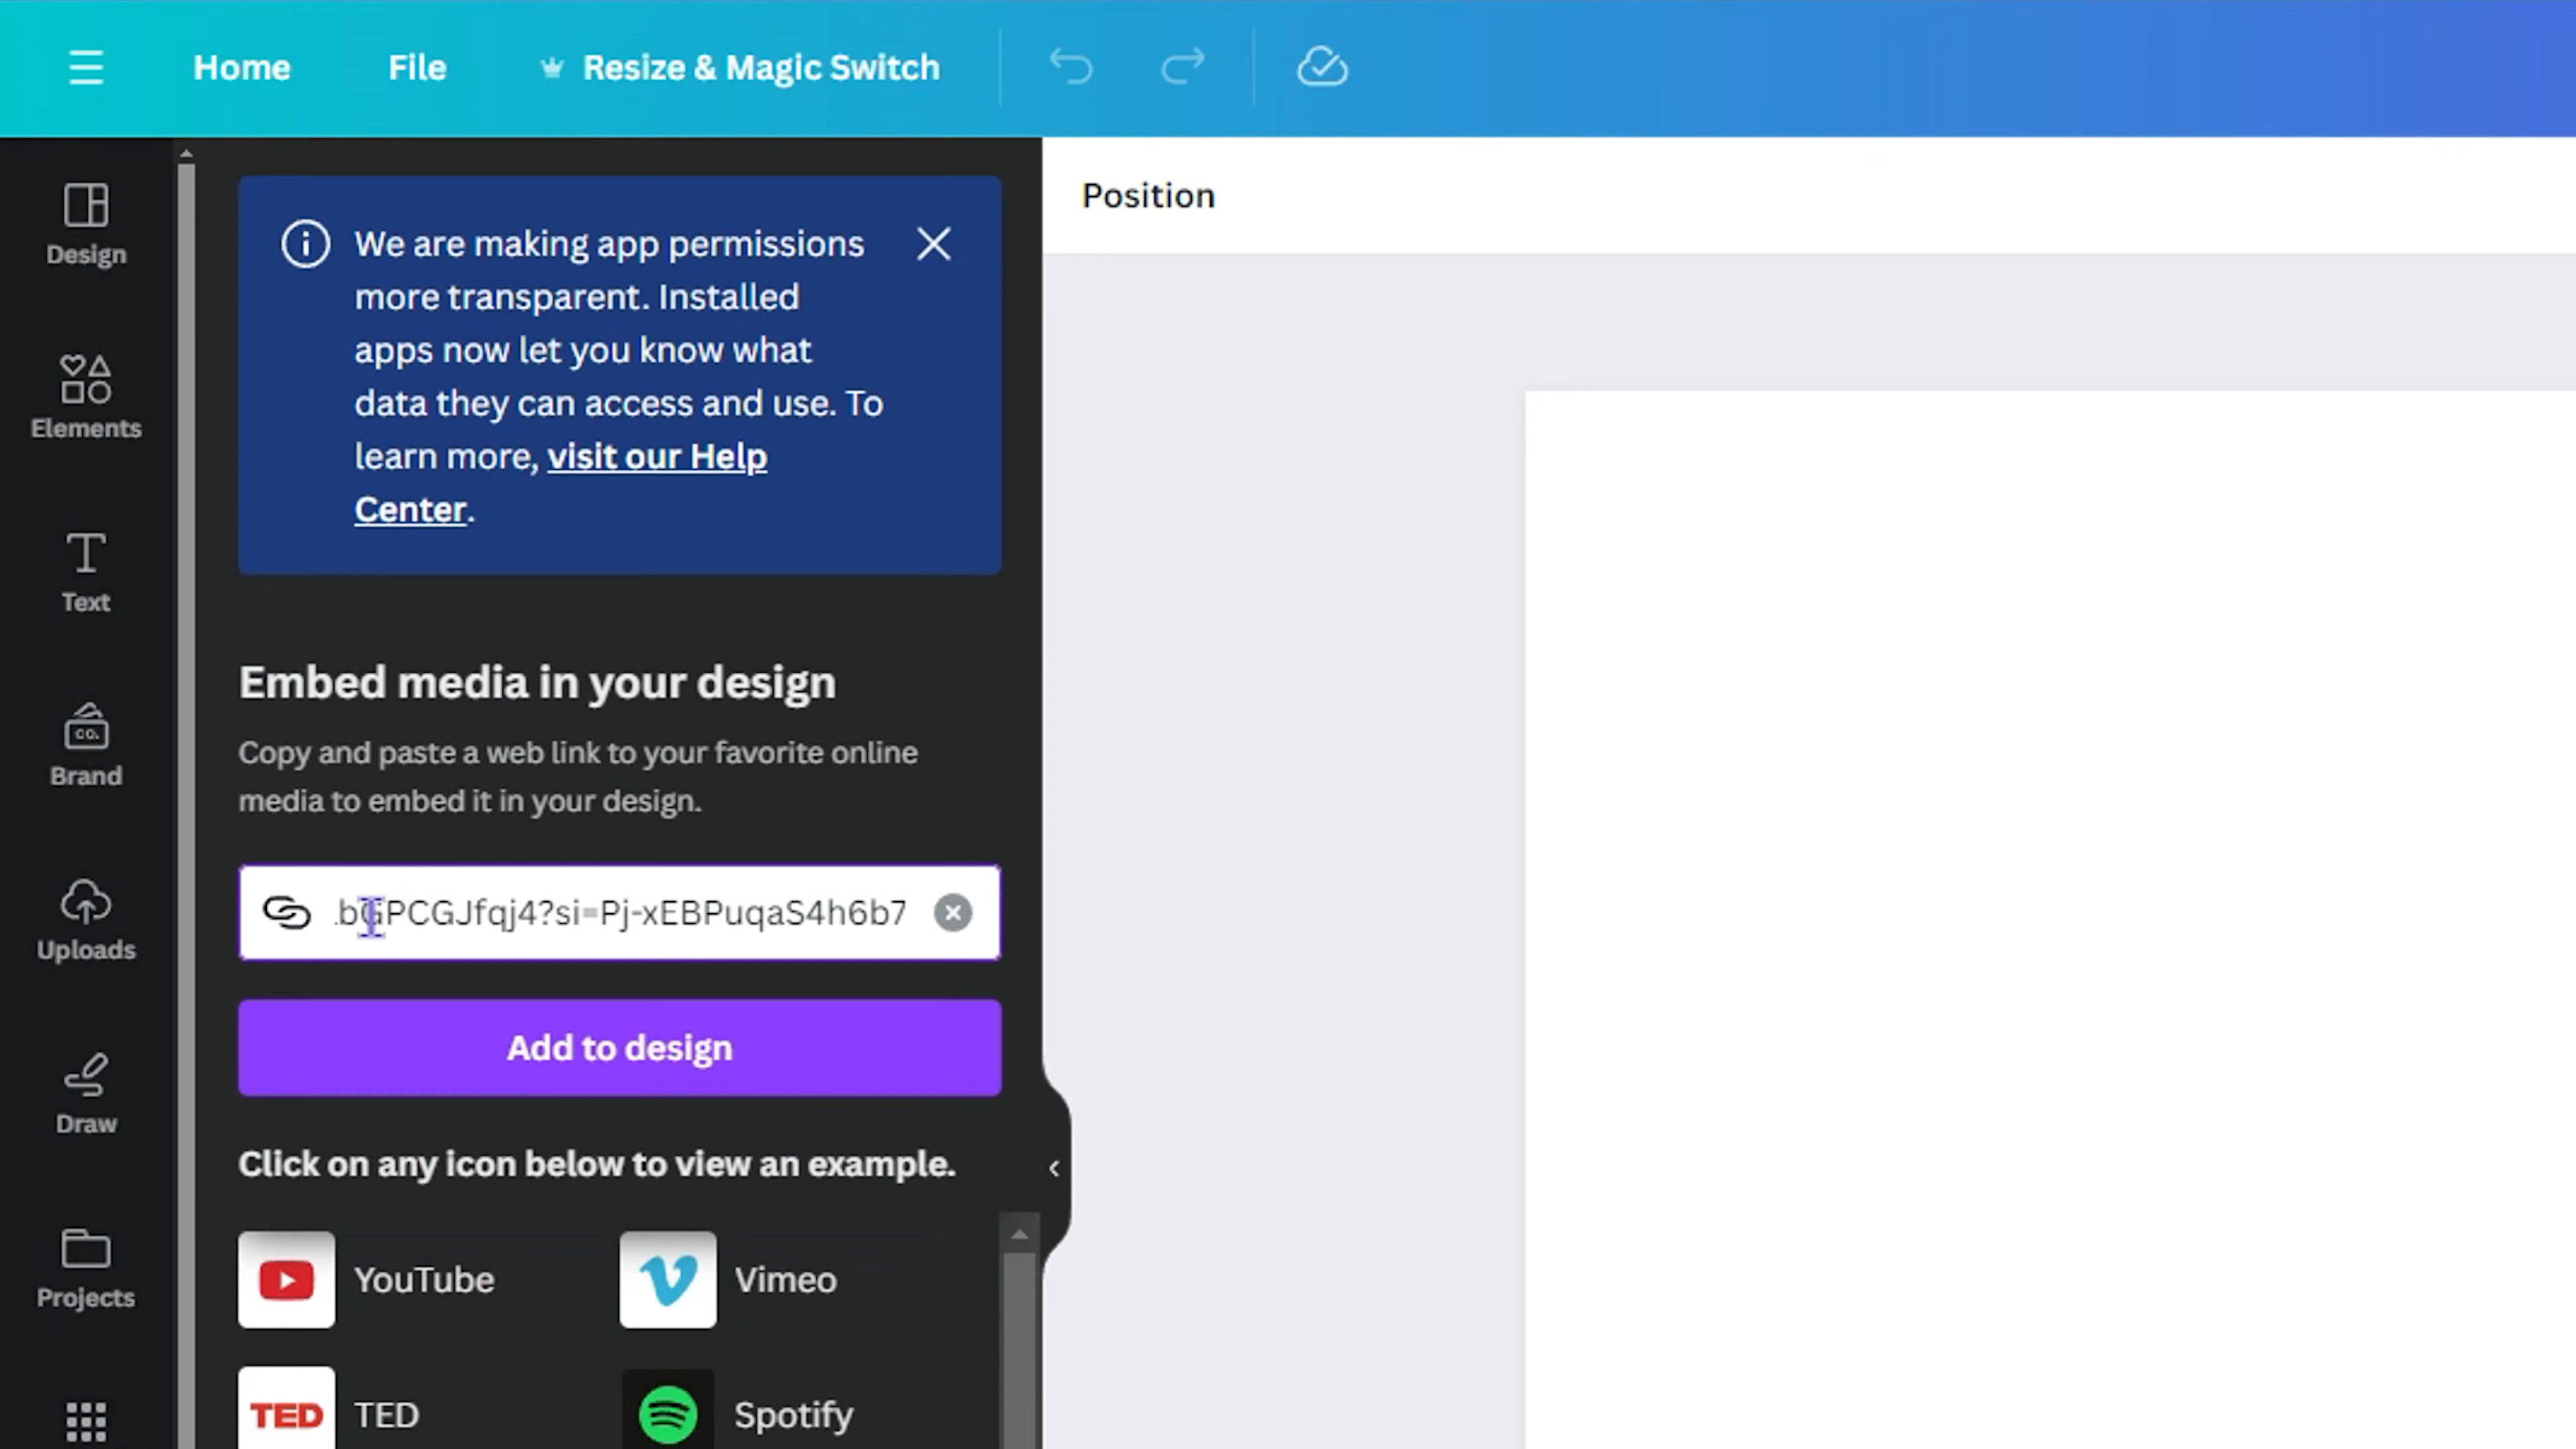 Home
File
Resize & Magic Switch
Position
Design
Elements
Text
CO.
Brand
Uploads
Draw
Projects
We are making app permissions
more transparent. Installed
apps now let you know what
data they can access and use. To
learn more, visit our Help
Center.
Embed media in your design
Copy and paste a web link to your favorite online
media to embed it in your design.
.bGPCGJfqj4?si=Pj-xEBPuqaS4h6b7
Add to design
Click on any icon below to view an example.
YouTube
Vimeo
TED
TED
Spotify